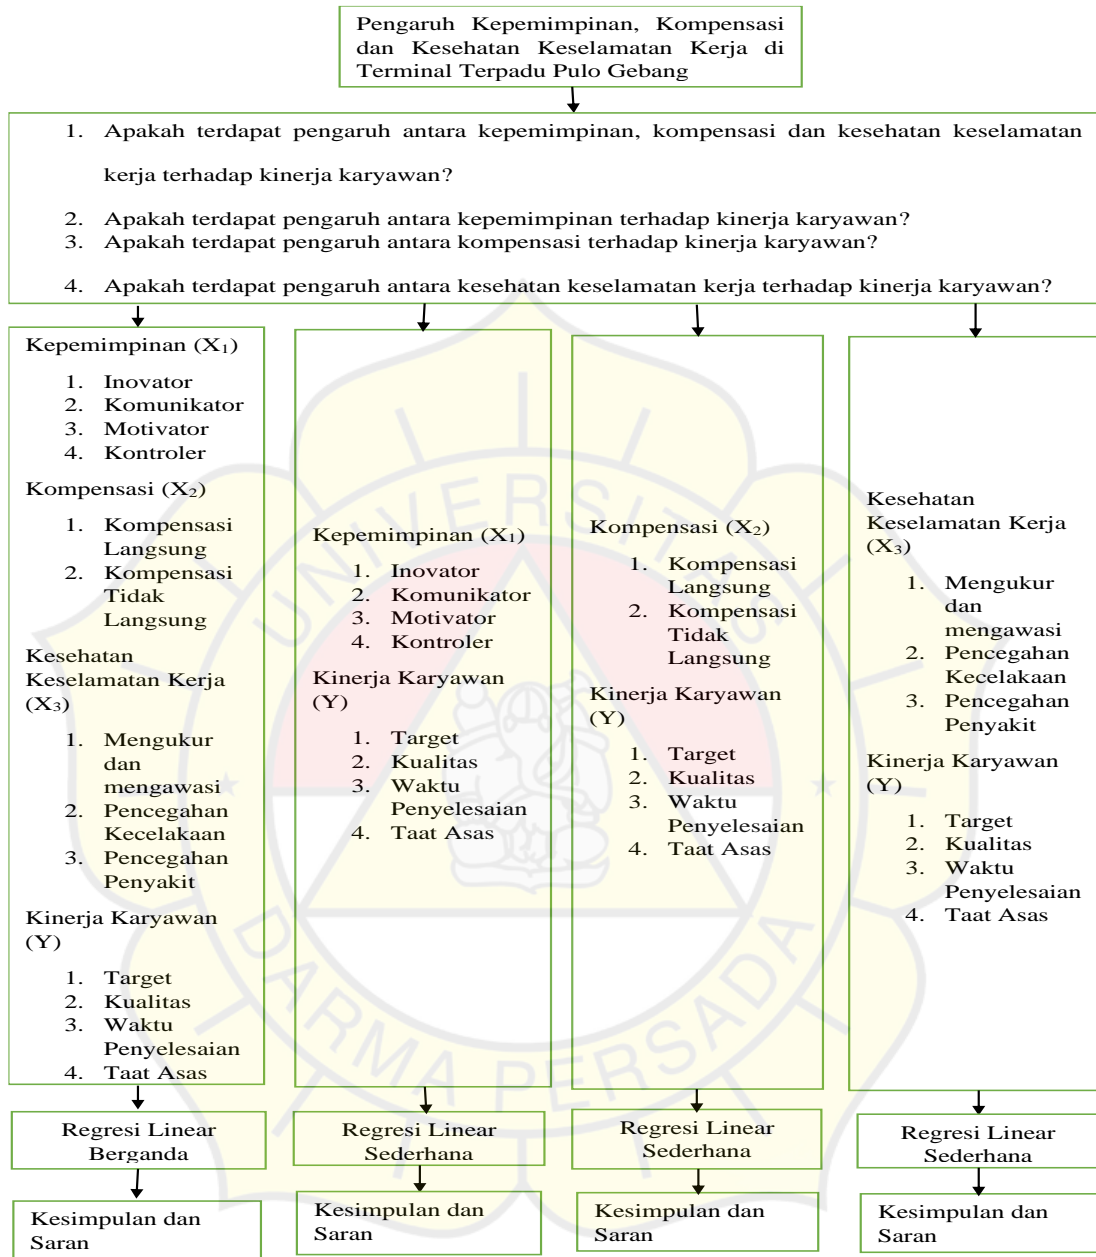 Pengaruh Kepemimpinan, Kompensasi
dan Kesehatan Keselamatan Kerja di
Terminal Terpadu Pulo Gebang
1. Apakah terdapat pengaruh antara kepemimpinan, kompensasi dan kesehatan keselamatan
kerja terhadap kinerja karyawan?
2. Apakah terdapat pengaruh antara kepemimpinan terhadap kinerja karyawan?
3. Apakah terdapat pengaruh antara kompensasi terhadap kinerja karyawan?
4. Apakah terdapat pengaruh antara kesehatan keselamatan kerja terhadap kinerja karyawan?
Kepemimpinan (X₁)
1. Inovator
2. Komunikator
3. Motivator
4. Kontroler
Kompensasi (X₂)
1. Kompensasi
Langsung
2. Kompensasi
Tidak
Langsung
Kesehatan
Keselamatan Kerja
(X₃)
1. Mengukur
dan
mengawasi
2. Pencegahan
Kecelakaan
3. Pencegahan
Penyakit
Kinerja Karyawan
(Y)
1. Target
2. Kualitas
3. Waktu
Penyelesaian
4. Taat Asas
Kepemimpinan (X₁)
1. Inovator
2. Komunikator
3. Motivator
4. Kontroler
Kinerja Karyawan
(Y)
1. Target
2. Kualitas
3. Waktu
Penyelesaian
4. Taat Asas
Kompensasi (X₂)
1. Kompensasi
Langsung
2. Kompensasi
Tidak
Langsung
Kinerja Karyawan
(Y)
1. Target
2. Kualitas
3. Waktu
Penyelesaian
4. Taat Asas
Kesehatan
Keselamatan Kerja
(X₃)
1. Mengukur
dan
mengawasi
2. Pencegahan
Kecelakaan
3. Pencegahan
Penyakit
Kinerja Karyawan
(Y)
1. Target
2. Kualitas
3. Waktu
Penyelesaian
4. Taat Asas
Regresi Linear
Berganda
Regresi Linear
Sederhana
Regresi Linear
Sederhana
Regresi Linear
Sederhana
Kesimpulan dan
Saran
Kesimpulan dan
Saran
Kesimpulan dan
Saran
Kesimpulan dan
Saran
UNIVERSITAS
DARMA PERSADA